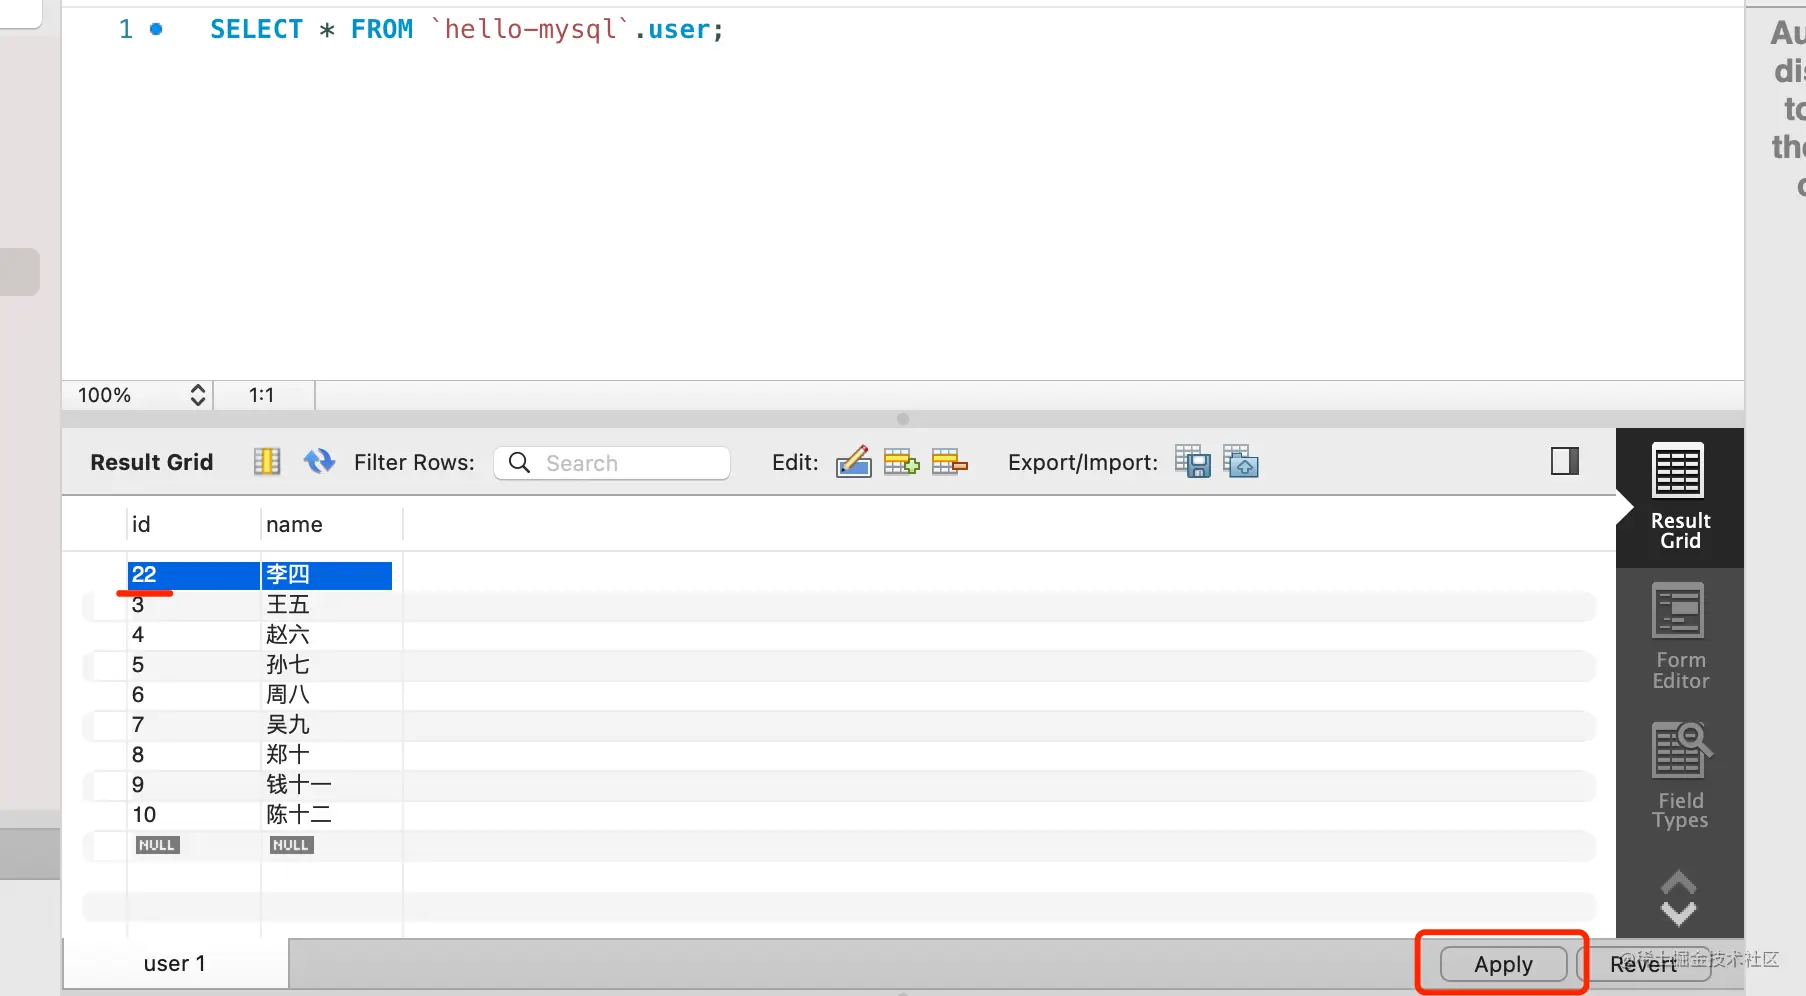 1 SELECT * FROM `hello-mysql`.user;
Au
dis
to
the
c
100% 1:1
Result Grid Filter Rows: Search Edit: Export/Import:
id name
22 李四
3 王五
4 赵六
5 孙七
6 周八
7 吴九
8 郑十
9 钱十一
10 陈十二
NULL NULL
Result
Grid
Form
Editor
Field
Types
user 1
Apply Revert
@稀土掘金技术社区